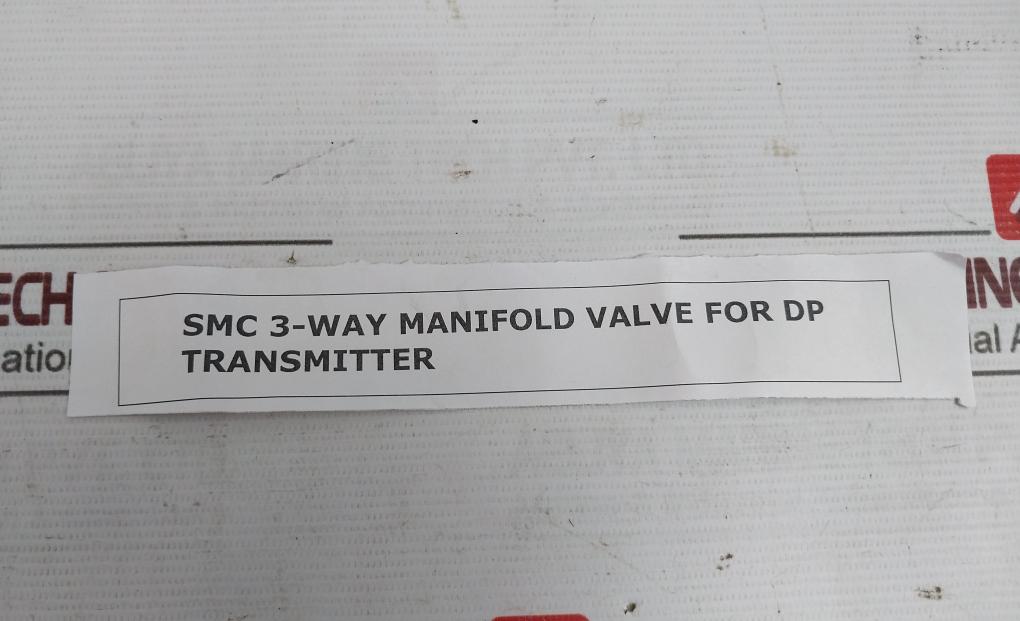 SMC 3-WAY MANIFOLD VALVE FOR DP
TRANSMITTER